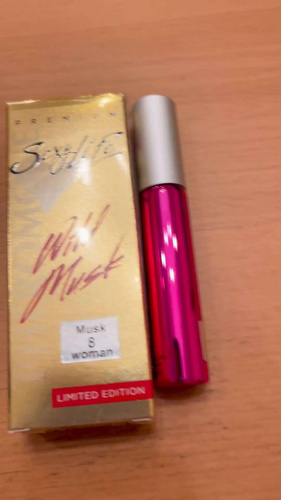 PREMIUM
Sexy Life
Wild
Musk
Musk
8
woman
LIMITED EDITION